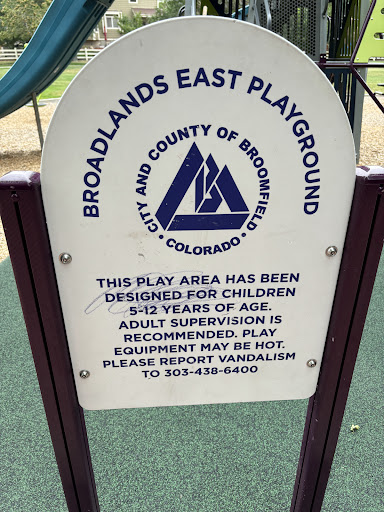 BROADLANDS EAST PLAYGROUND
CITY AND COUNTY OF BROOMFIELD
• COLORADO •
THIS PLAY AREA HAS BEEN
DESIGNED FOR CHILDREN
5-12 YEARS OF AGE.
ADULT SUPERVISION IS
RECOMMENDED. PLAY
EQUIPMENT MAY BE HOT.
PLEASE REPORT VANDALISM
TO 303-438-6400